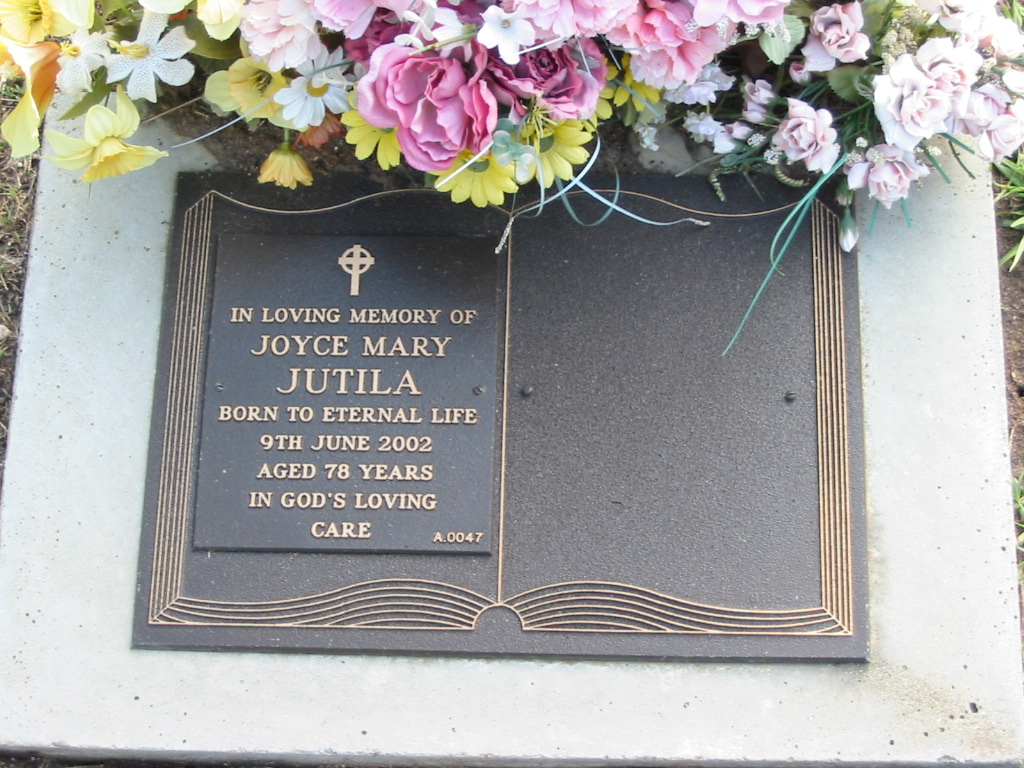 IN LOVING MEMORY OF
JOYCE MARY
JUTILA
BORN TO ETERNAL LIFE
9TH JUNE 2002
AGED 78 YEARS
IN GOD'S LOVING
CARE
A.0047